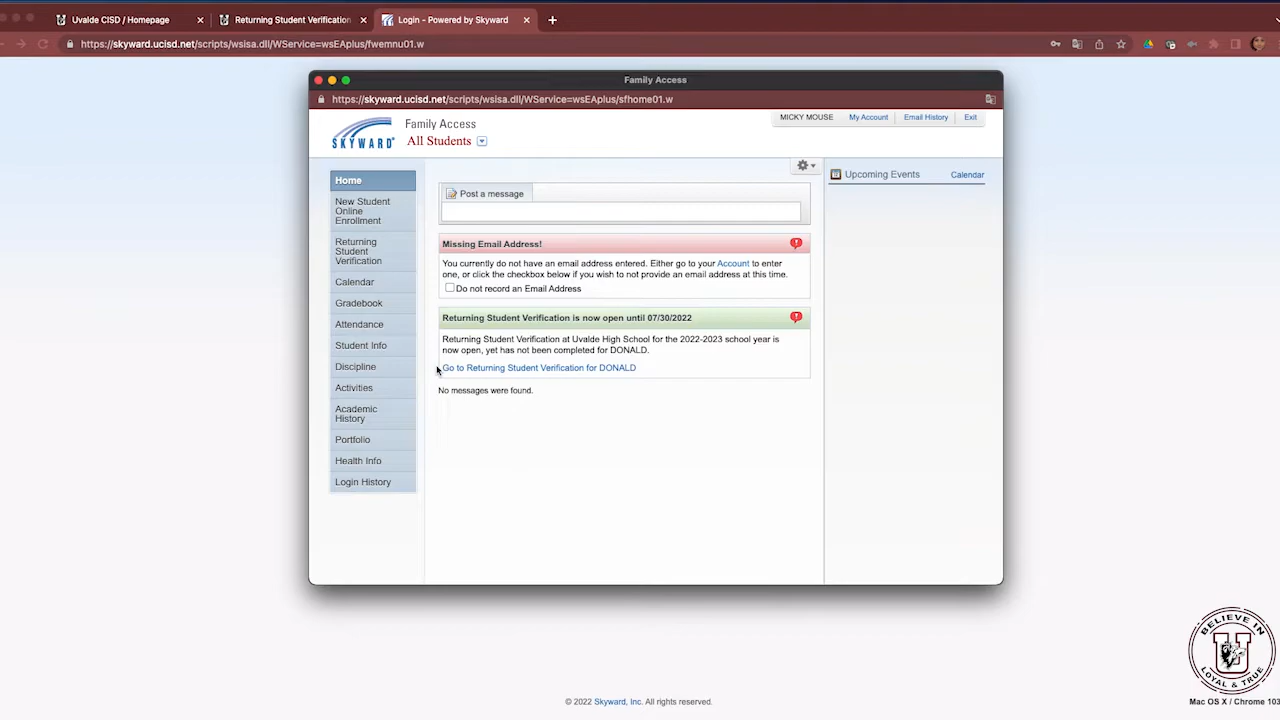 Uvalde CISD / Homepage
Returning Student Verification
Login - Powered by Skyward
https://skyward.ucisd.net/scripts/wsisa.dll/WService=wsEAplus/fwemnu01.w
Family Access
https://skyward.ucisd.net/scripts/wsisa.dll/WService=wsEAplus/sfhome01.w
SKYWARD
Family Access
All Students
MICKY MOUSE
My Account
Email History
Exit
Home
New Student
Online
Enrollment
Returning
Student
Verification
Calendar
Gradebook
Attendance
Student Info
Discipline
Activities
Academic
History
Portfolio
Health Info
Login History
Post a message
Missing Email Address!
You currently do not have an email address entered. Either go to your Account to enter
one, or click the checkbox below if you wish to not provide an email address at this time.
Do not record an Email Address
Returning Student Verification is now open until 07/30/2022
Returning Student Verification at Uvalde High School for the 2022-2023 school year is
now open, yet has not been completed for DONALD.
Go to Returning Student Verification for DONALD
No messages were found.
Upcoming Events
Calendar
BELIEVE IN
U
LOYAL & TRUE
© 2022 Skyward, Inc. All rights reserved.
Mac OS X / Chrome 103